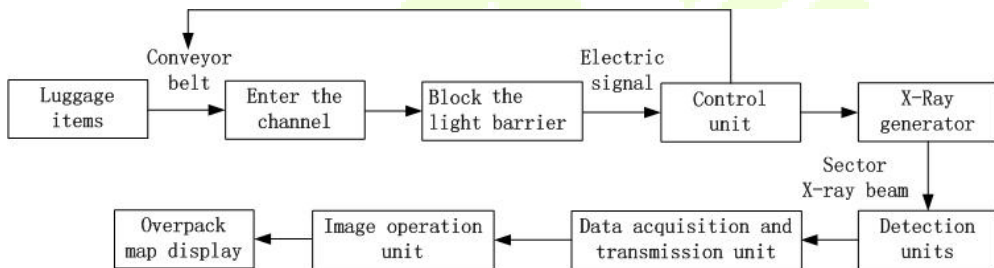 Conveyor
belt
Electric
signal
Luggage
items
Enter the
channel
Block the
light barrier
Control
unit
X-Ray
generator
Sector
X-ray beam
Overpack
map display
Image operation
unit
Data acquisition and
transmission unit
Detection
units